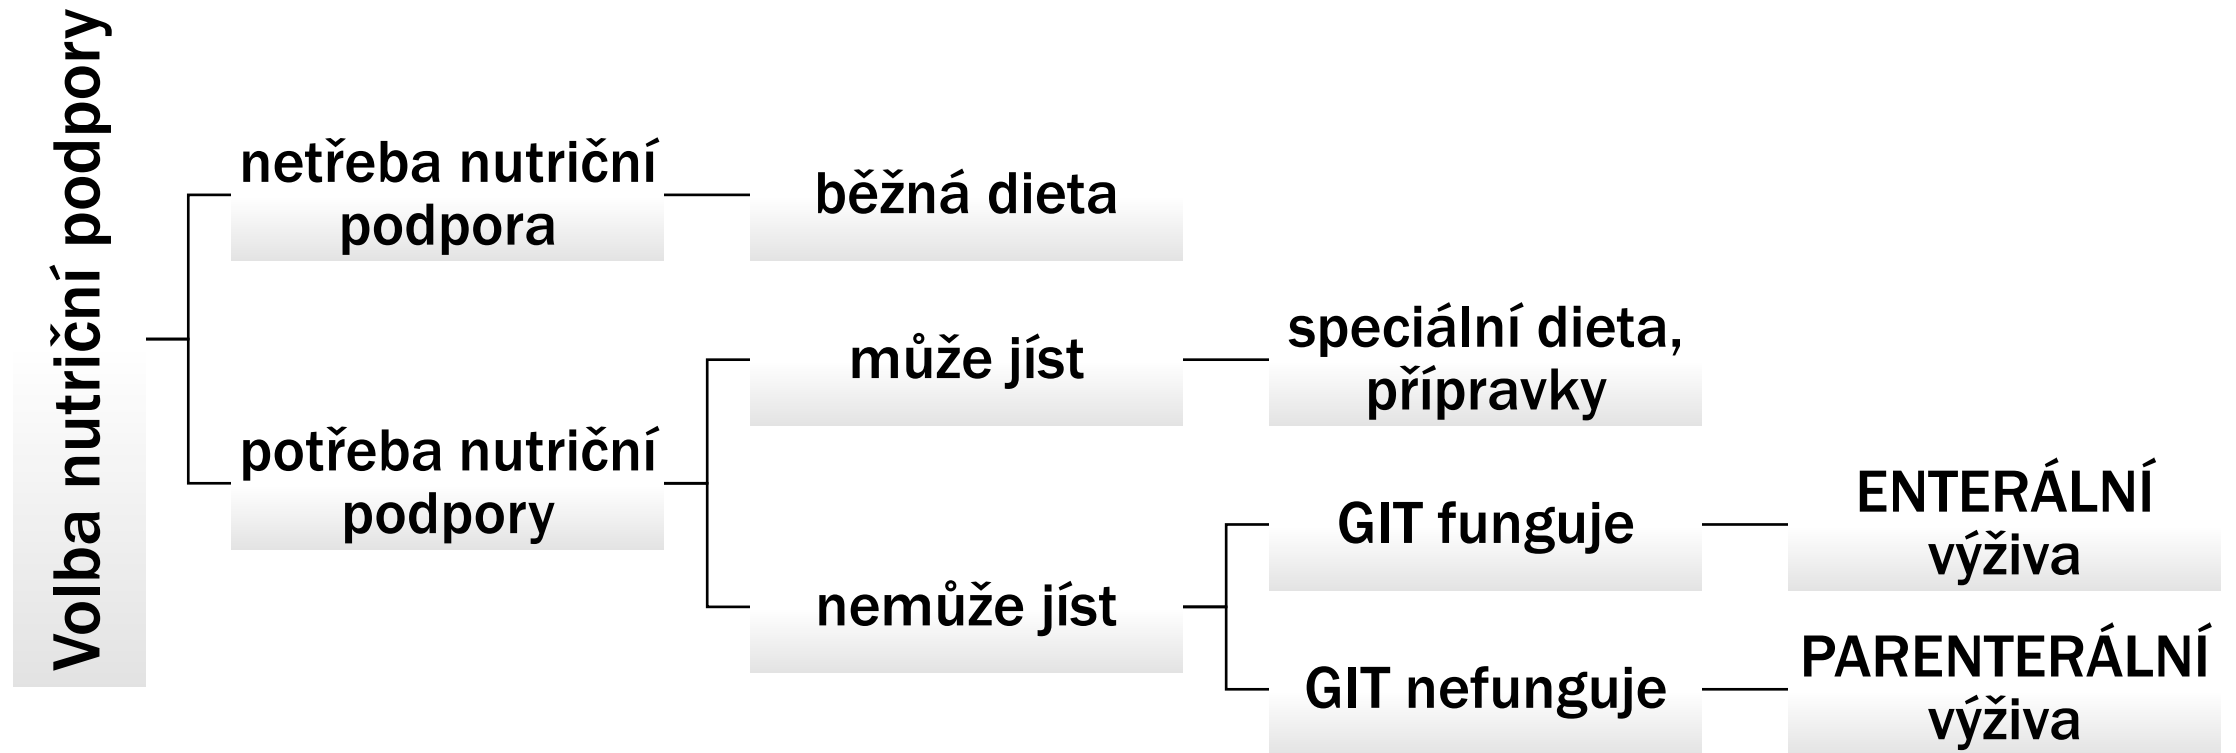 Volba nutriční podpory
netřeba nutriční
podpora
běžná dieta
potřeba nutriční
podpory
může jíst
speciální dieta,
přípravky
nemůže jíst
GIT funguje
ENTERÁLNÍ
výživa
GIT nefunguje
PARENTERÁLNÍ
výživa